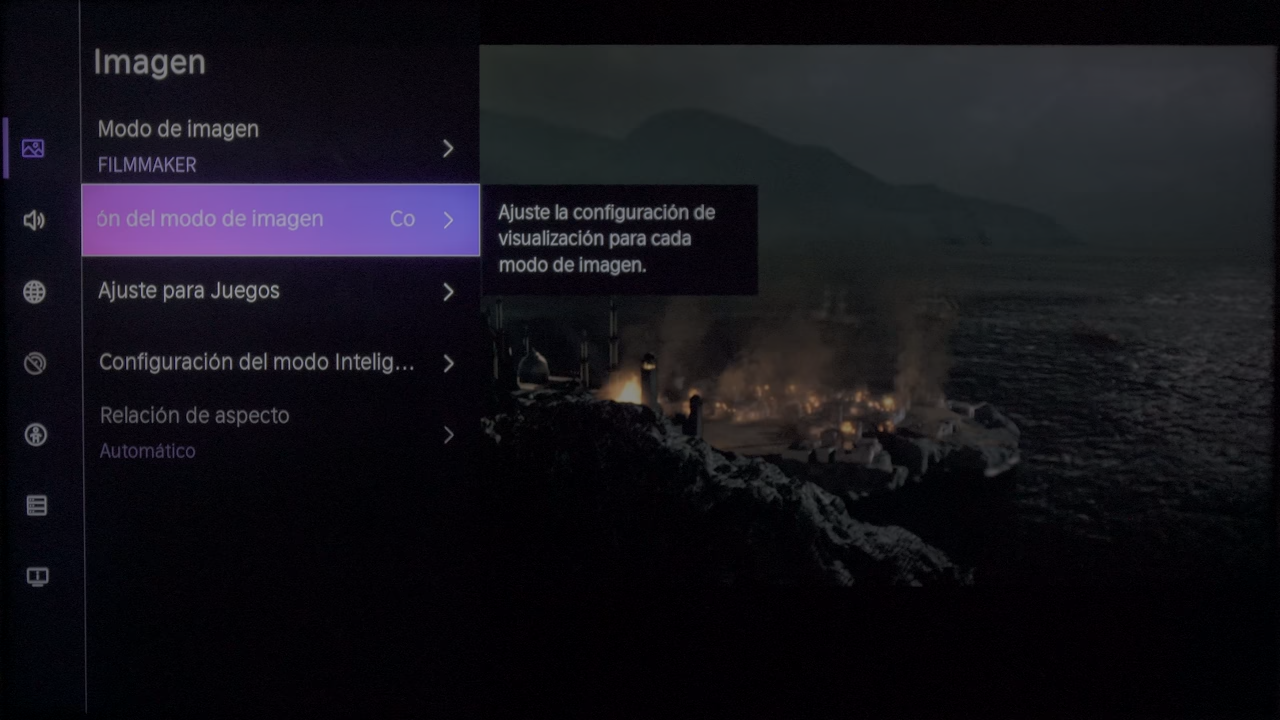 Imagen
Modo de imagen
FILMMAKER
ón del modo de imagen Co
Ajuste la configuración de
visualización para cada
modo de imagen.
Ajuste para Juegos
Configuración del modo Intelig...
Relación de aspecto
Automático